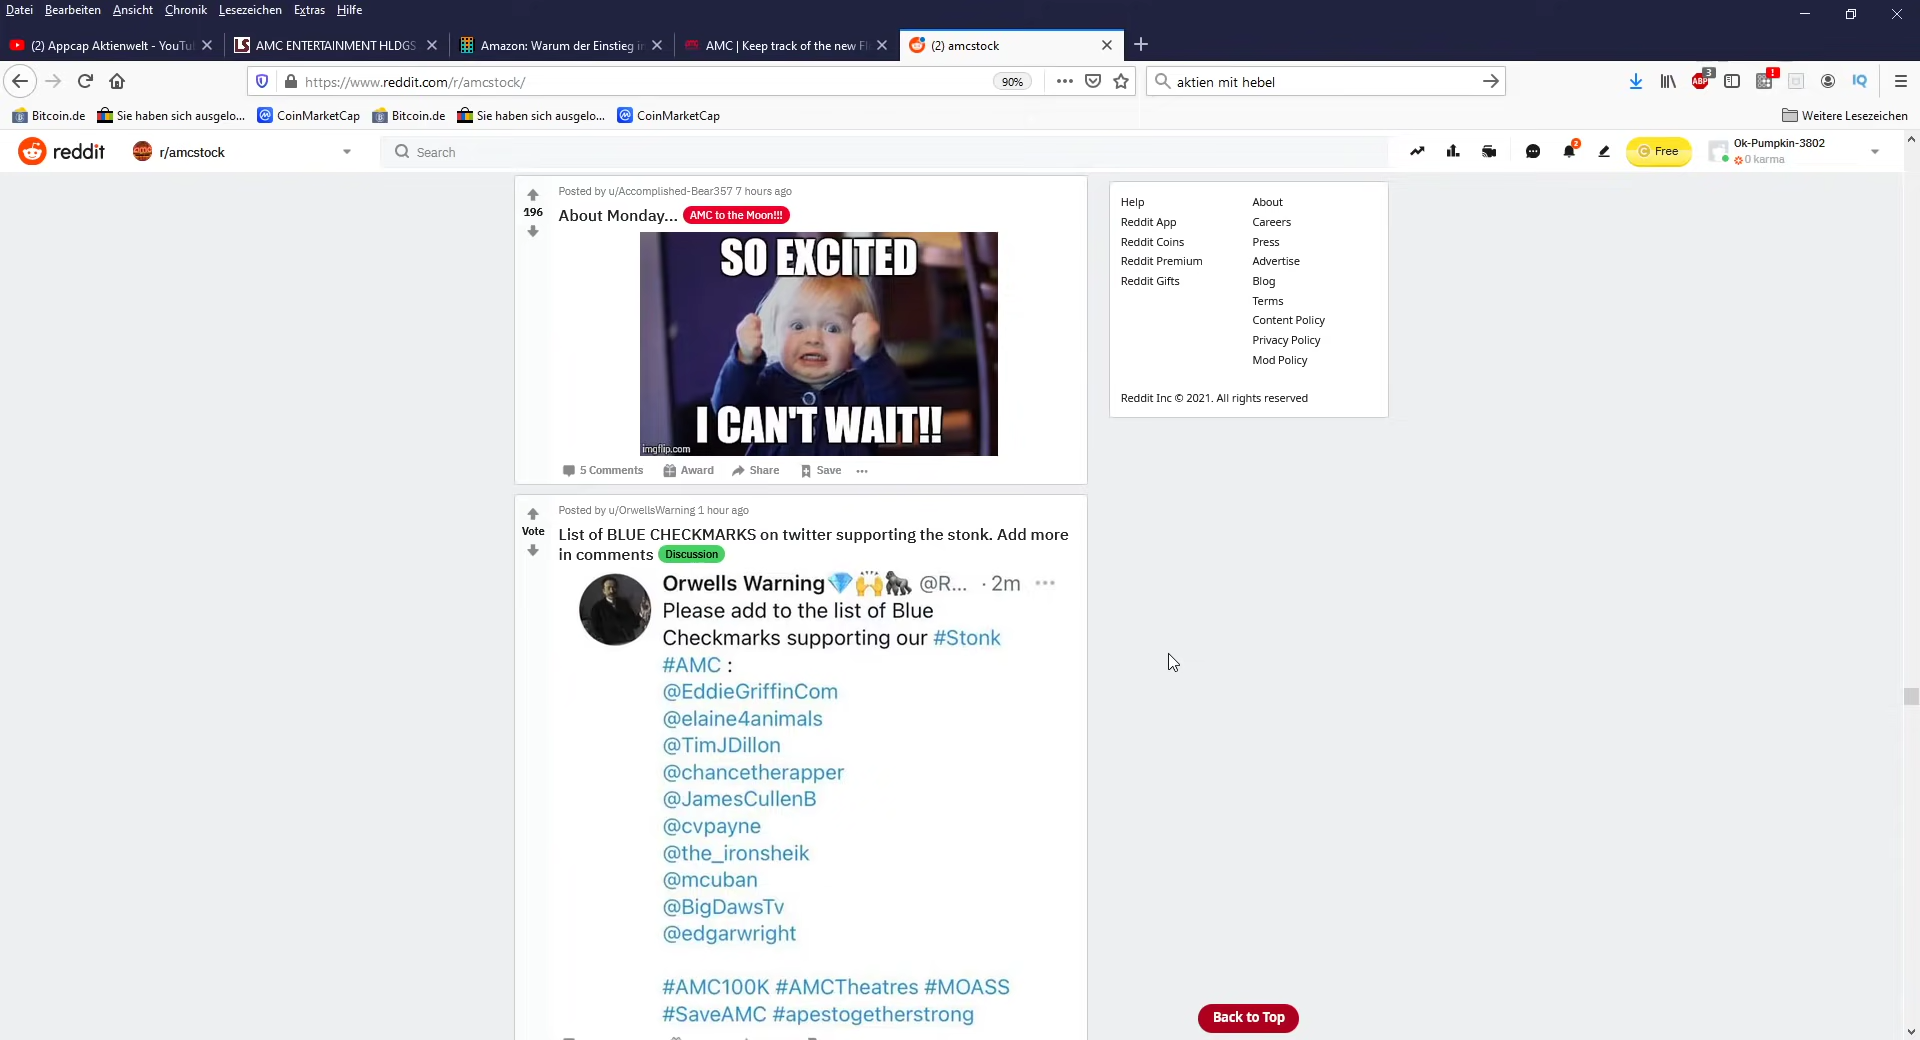 Datei Bearbeiten Ansicht Chronik Lesezeichen Extras Hilfe
(2) Appcap Aktienwelt - YouTu
AMC ENTERTAINMENT HLDGS
Amazon: Warum der Einstieg in
AMC | Keep track of the new F
(2) amcstock
https://www.reddit.com/r/amcstock/
90%
aktien mit hebel
ABP 3
!
IQ
Bitcoin.de
Sie haben sich ausgelo...
CoinMarketCap
Bitcoin.de
Sie haben sich ausgelo...
CoinMarketCap
Weitere Lesezeichen
reddit
r/amcstock
Search
2
Free
Ok-Pumpkin-3802
0 karma
Posted by u/Accomplished-Bear357 7 hours ago
196
About Monday... AMC to the Moon!!!
SO EXCITED
I CAN'T WAIT!!
imgflip.com
5 Comments Award Share Save ...
Help
Reddit App
Reddit Coins
Reddit Premium
Reddit Gifts
About
Careers
Press
Advertise
Blog
Terms
Content Policy
Privacy Policy
Mod Policy
Reddit Inc © 2021. All rights reserved
Posted by u/OrwellsWarning 1 hour ago
Vote
List of BLUE CHECKMARKS on twitter supporting the stonk. Add more
in comments Discussion
Orwells Warning💎🙌🦍 @R... · 2m ...
Please add to the list of Blue
Checkmarks supporting our #Stonk
#AMC :
@EddieGriffinCom
@elaine4animals
@TimJDillon
@chancetherapper
@JamesCullenB
@cvpayne
@the_ironsheik
@mcuban
@BigDawsTv
@edgarwright
#AMC100K #AMCTheatres #MOASS
#SaveAMC #apestogetherstrong
Back to Top